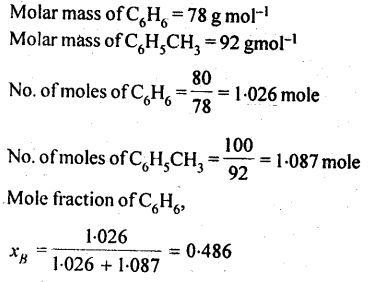 Molar mass of C₆H₆ = 78 g mol⁻¹
Molar mass of C₆H₅CH₃ = 92 gmol⁻¹
No. of moles of C₆H₆ = 80/78 = 1·026 mole
No. of moles of C₆H₅CH₃ = 100/92 = 1·087 mole
Mole fraction of C₆H₆,
x_B = 1·026 / (1·026 + 1·087) = 0·486